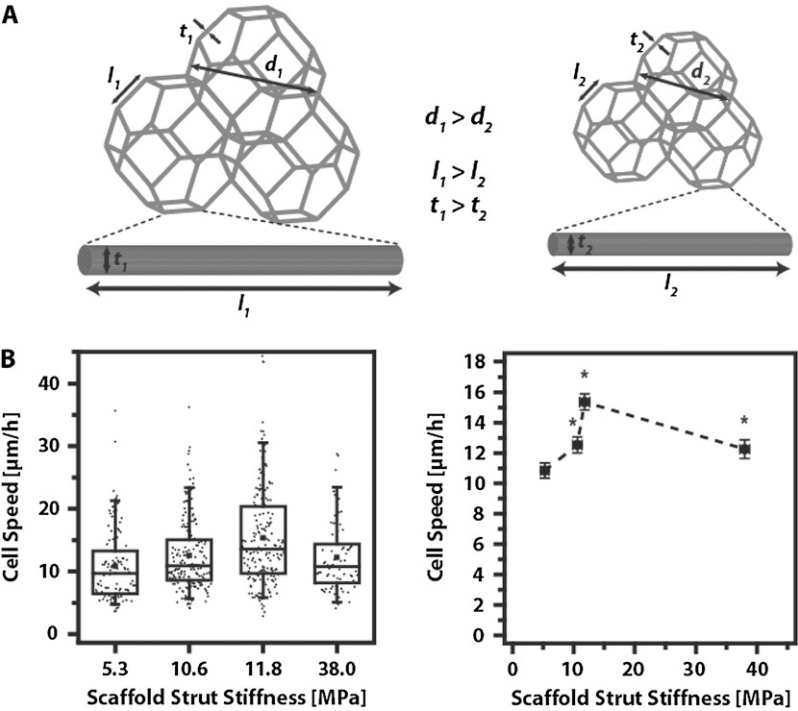 A
t1
l1
d1
t1
l1
d1 > d2
l1 > l2
t1 > t2
t2
l2
d2
t2
l2
B
Cell Speed [µm/h]
40
30
20
10
0
5.3 10.6 11.8 38.0
Scaffold Strut Stiffness [MPa]
Cell Speed [µm/h]
18
16
14
12
10
8
6
4
2
0
* * *
0 10 20 30 40
Scaffold Strut Stiffness [MPa]